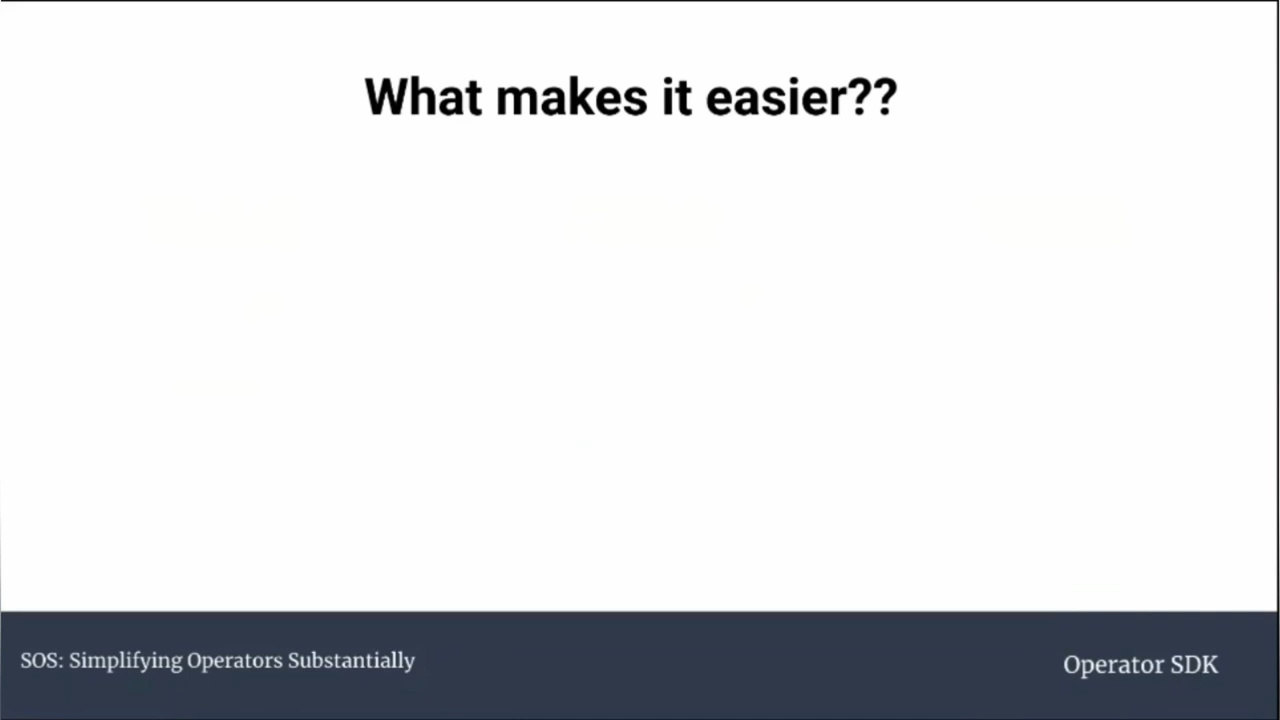 What makes it easier??
SOS: Simplifying Operators Substantially
Operator SDK